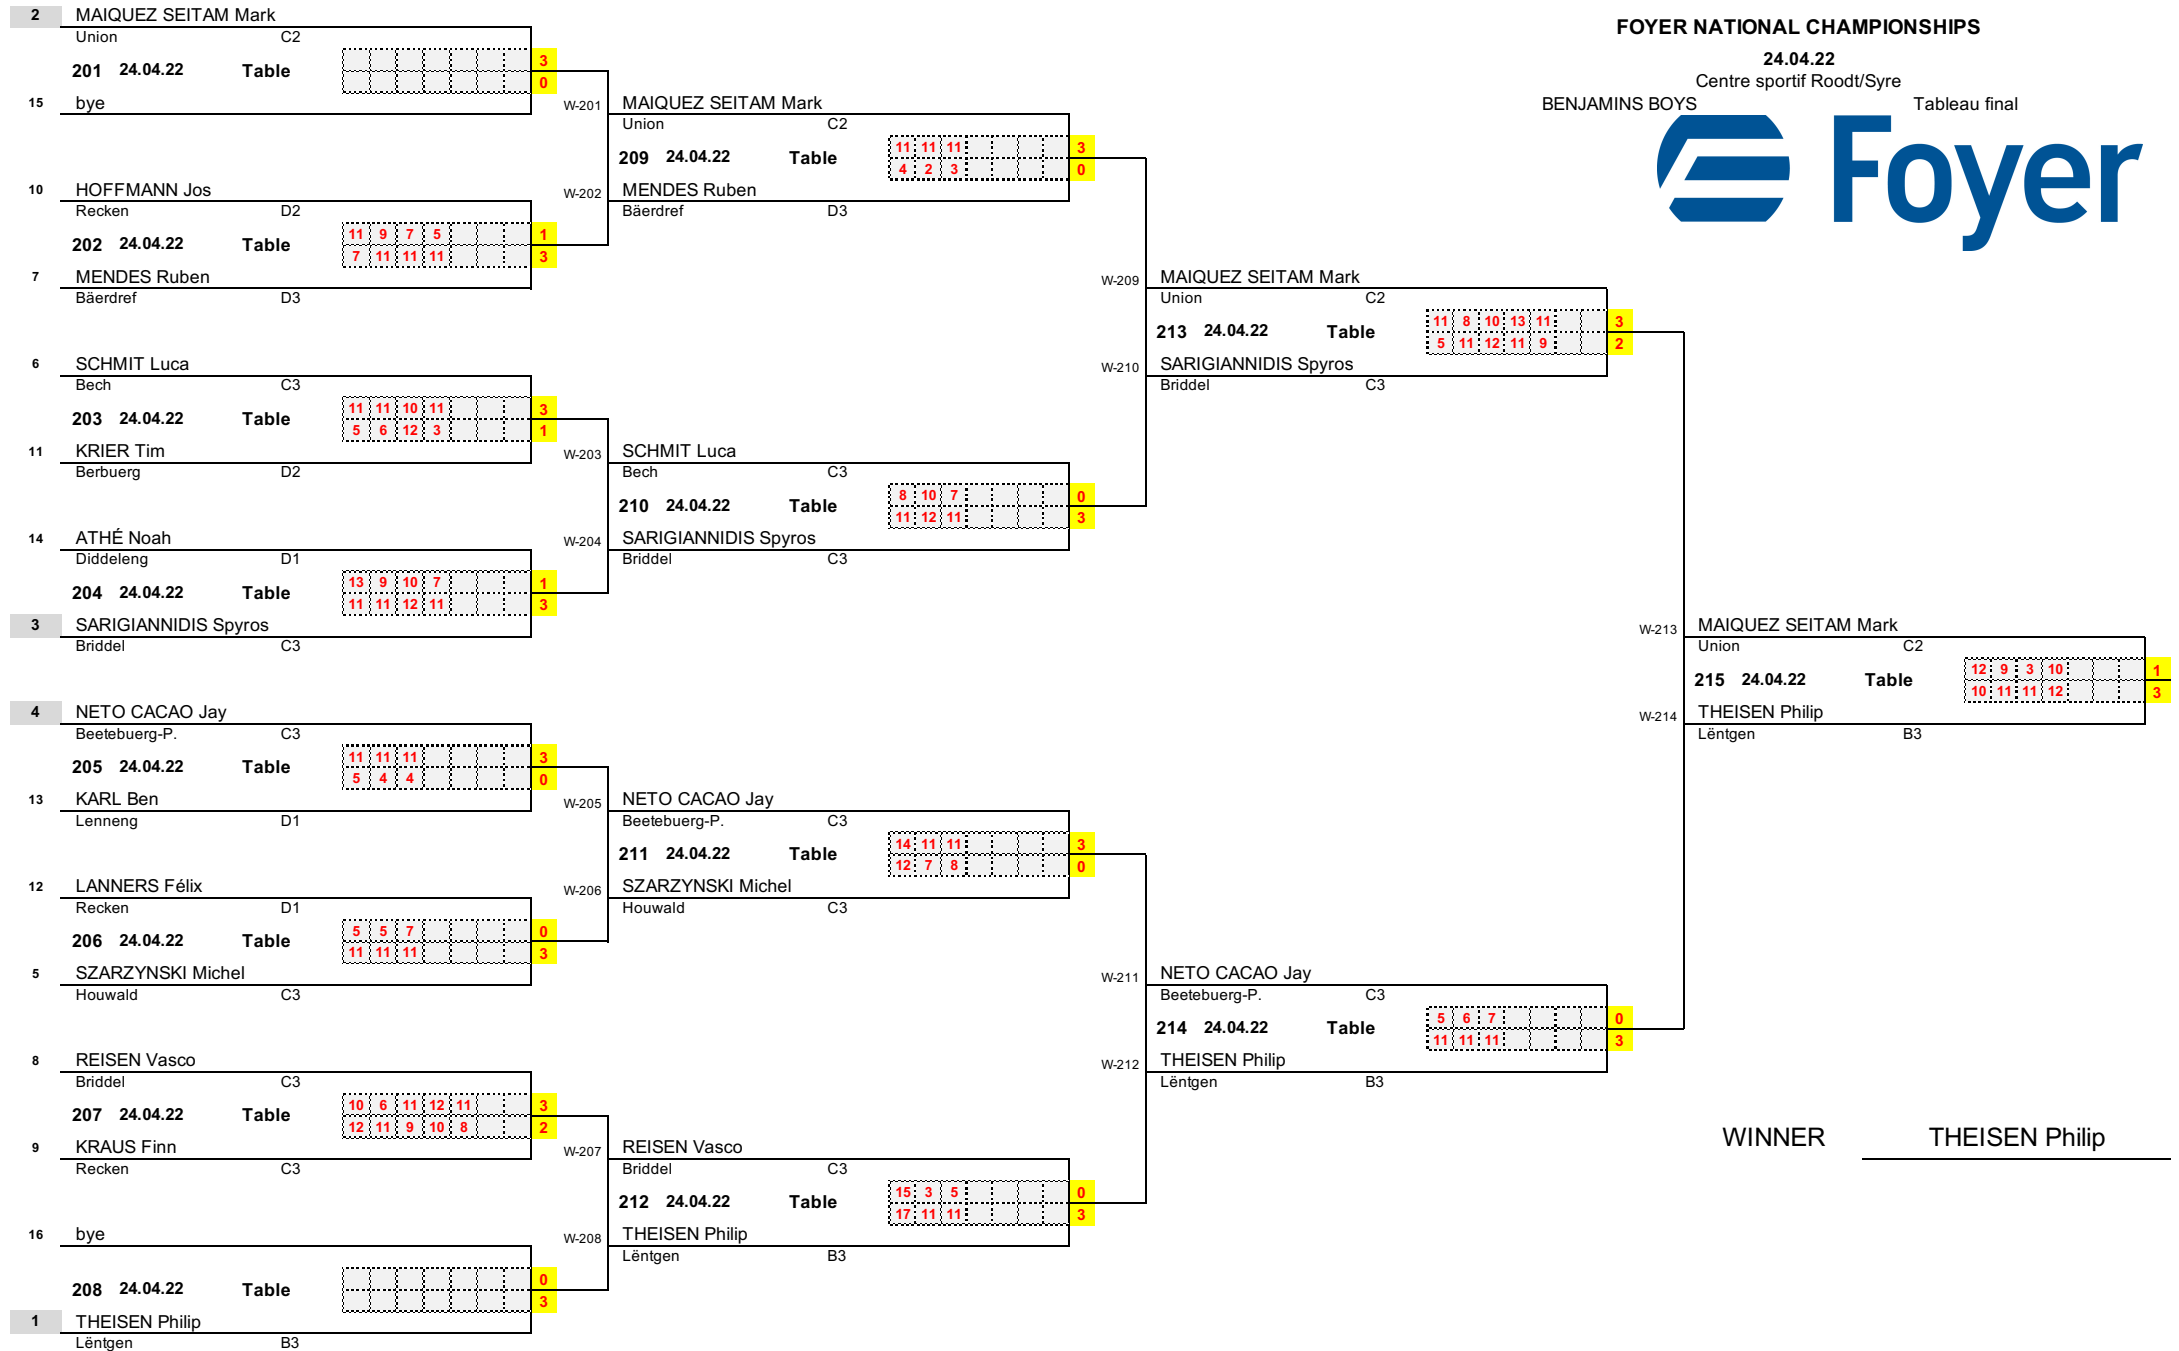 FOYER NATIONAL CHAMPIONSHIPS
24.04.22
Centre sportif Roodt/Syre
BENJAMINS BOYS Tableau final
Foyer
2 MAIQUEZ SEITAM Mark
Union C2
201 24.04.22 Table 3
0
15 bye
10 HOFFMANN Jos
Recken D2
202 24.04.22 Table
11 9 7 5 1
7 11 11 11 3
7 MENDES Ruben
Bäerdref D3
6 SCHMIT Luca
Bech C3
203 24.04.22 Table
11 11 10 11 3
5 6 12 3 1
11 KRIER Tim
Berbuerg D2
14 ATHÉ Noah
Diddeleng D1
204 24.04.22 Table
13 9 10 7 1
11 11 12 11 3
3 SARIGIANNIDIS Spyros
Briddel C3
4 NETO CACAO Jay
Beetebuerg-P. C3
205 24.04.22 Table
11 11 11 3
5 4 4 0
13 KARL Ben
Lenneng D1
12 LANNERS Félix
Recken D1
206 24.04.22 Table
5 5 7 0
11 11 11 3
5 SZARZYNSKI Michel
Houwald C3
8 REISEN Vasco
Briddel C3
207 24.04.22 Table
10 6 11 12 11 3
12 11 9 10 8 2
9 KRAUS Finn
Recken C3
16 bye
208 24.04.22 Table 0
3
1 THEISEN Philip
Lëntgen B3
W-201 MAIQUEZ SEITAM Mark
Union C2
209 24.04.22 Table
11 11 11 3
4 2 3 0
W-202 MENDES Ruben
Bäerdref D3
W-203 SCHMIT Luca
Bech C3
210 24.04.22 Table
8 10 7 0
11 12 11 3
W-204 SARIGIANNIDIS Spyros
Briddel C3
W-205 NETO CACAO Jay
Beetebuerg-P. C3
211 24.04.22 Table
14 11 11 3
12 7 8 0
W-206 SZARZYNSKI Michel
Houwald C3
W-207 REISEN Vasco
Briddel C3
212 24.04.22 Table
15 3 5 0
17 11 11 3
W-208 THEISEN Philip
Lëntgen B3
W-209 MAIQUEZ SEITAM Mark
Union C2
213 24.04.22 Table
11 8 10 13 11 3
5 11 12 11 9 2
W-210 SARIGIANNIDIS Spyros
Briddel C3
W-211 NETO CACAO Jay
Beetebuerg-P. C3
214 24.04.22 Table
5 6 7 0
11 11 11 3
W-212 THEISEN Philip
Lëntgen B3
W-213 MAIQUEZ SEITAM Mark
Union C2
215 24.04.22 Table
12 9 3 10 1
10 11 11 12 3
W-214 THEISEN Philip
Lëntgen B3
WINNER THEISEN Philip